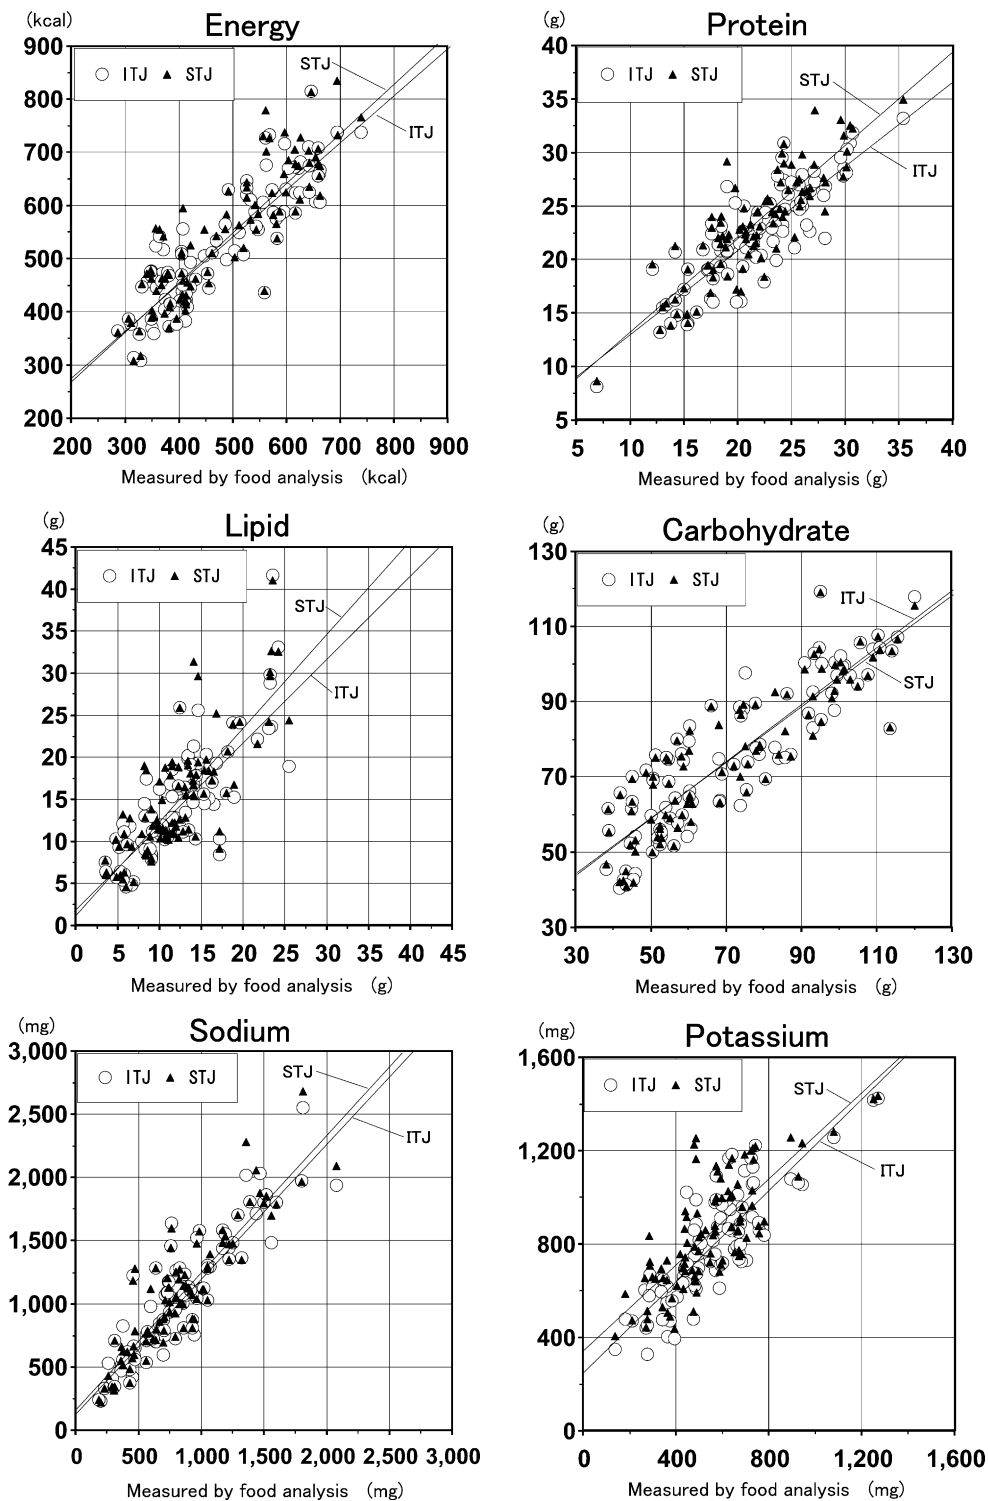 (kcal)
Energy
900
800
700
600
500
400
300
200
ITJ STJ
STJ
ITJ
200 300 400 500 600 700 800 900
Measured by food analysis (kcal)
(g)
Protein
40
35
30
25
20
15
10
5
ITJ STJ
STJ
ITJ
5 10 15 20 25 30 35 40
Measured by food analysis (g)
(g)
Lipid
45
40
35
30
25
20
15
10
5
0
ITJ STJ
STJ
ITJ
0 5 10 15 20 25 30 35 40 45
Measured by food analysis (g)
(g)
Carbohydrate
130
110
90
70
50
30
ITJ STJ
ITJ
STJ
30 50 70 90 110 130
Measured by food analysis (g)
(mg)
Sodium
3,000
2,500
2,000
1,500
1,000
500
0
ITJ STJ
STJ
ITJ
0 500 1,000 1,500 2,000 2,500 3,000
Measured by food analysis (mg)
(mg)
Potassium
1,600
1,200
800
400
0
ITJ STJ
STJ
ITJ
0 400 800 1,200 1,600
Measured by food analysis (mg)